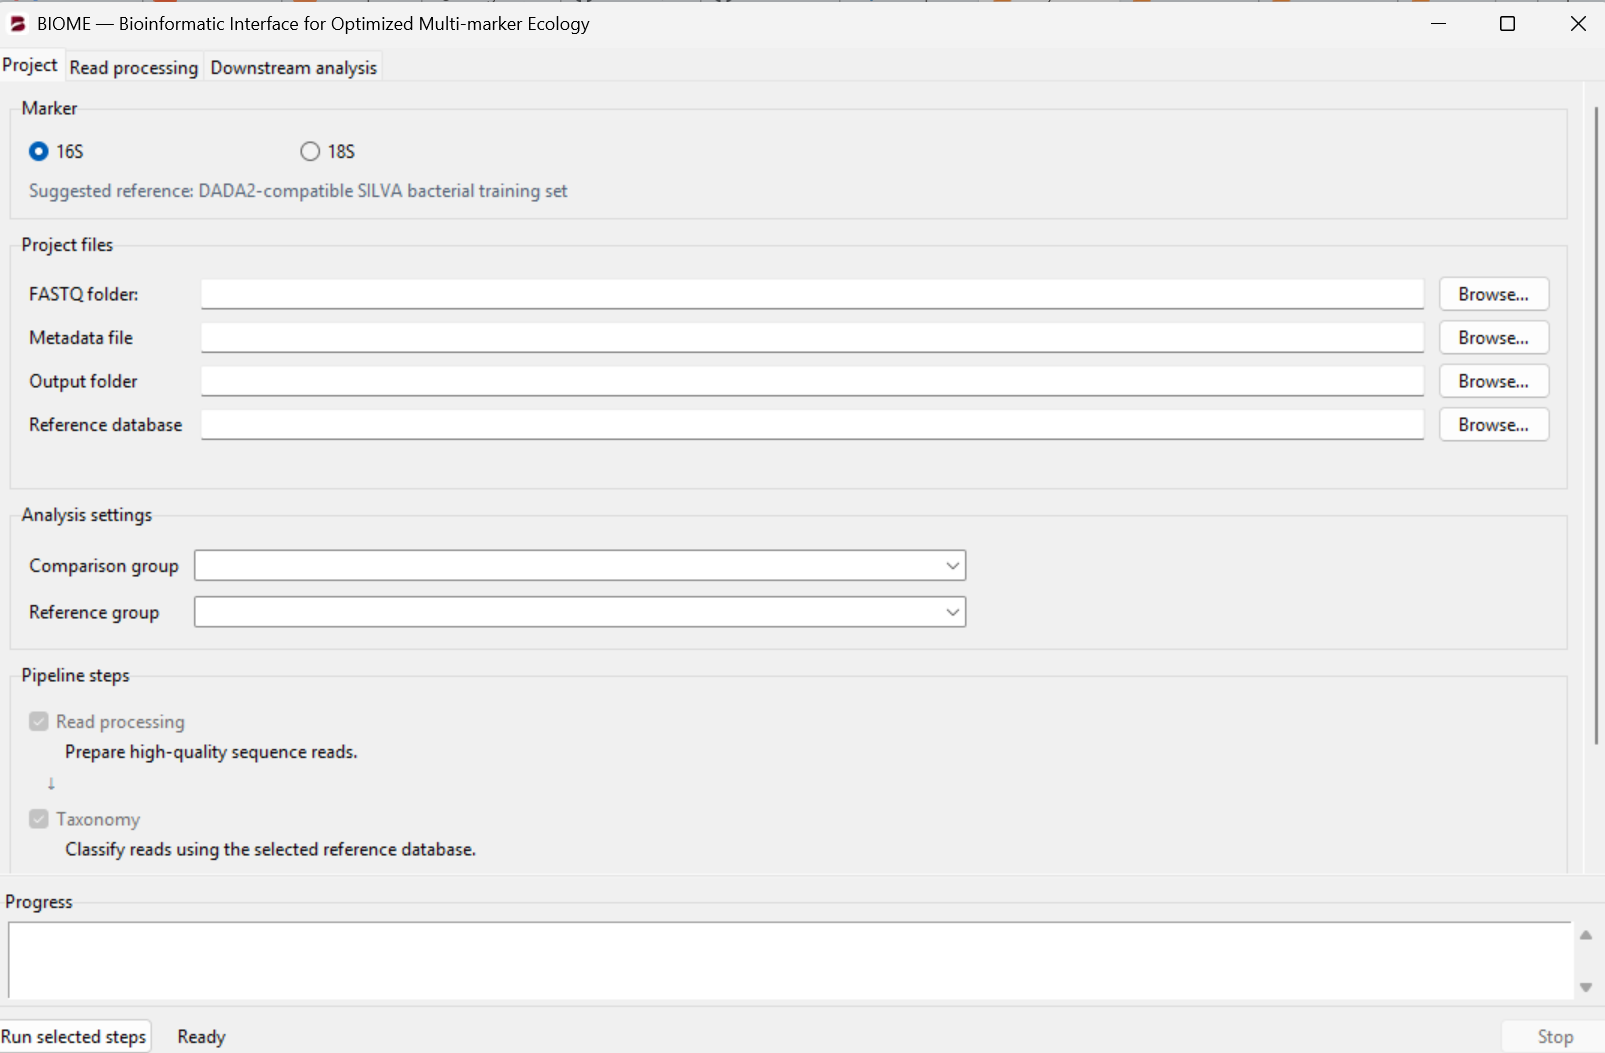 BIOME — Bioinformatic Interface for Optimized Multi-marker Ecology
Project Read processing Downstream analysis
Marker
16S 18S
Suggested reference: DADA2-compatible SILVA bacterial training set
Project files
FASTQ folder: Browse...
Metadata file Browse...
Output folder Browse...
Reference database Browse...
Analysis settings
Comparison group
Reference group
Pipeline steps
Read processing
Prepare high-quality sequence reads.
↓
Taxonomy
Classify reads using the selected reference database.
Progress
Run selected steps Ready Stop